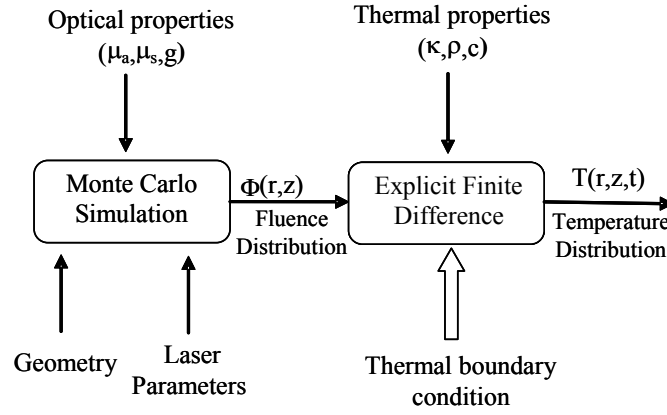 Optical properties
(μa,μs,g)
Thermal properties
(κ,ρ,c)
Monte Carlo
Simulation
Φ(r,z)
Fluence
Distribution
Explicit Finite
Difference
T(r,z,t)
Temperature
Distribution
Geometry
Laser
Parameters
Thermal boundary
condition